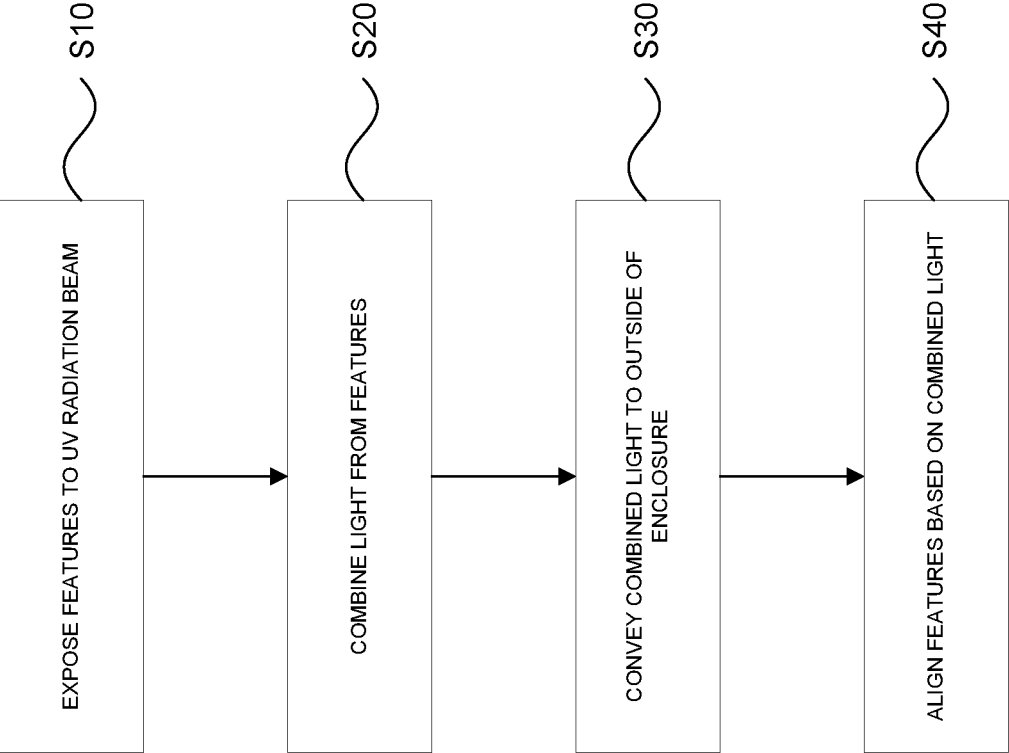 EXPOSE FEATURES TO UV RADIATION BEAM
S10
COMBINE LIGHT FROM FEATURES
S20
CONVEY COMBINED LIGHT TO OUTSIDE OF
ENCLOSURE
S30
ALIGN FEATURES BASED ON COMBINED LIGHT
S40